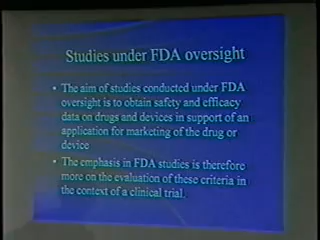 Studies under FDA oversight
• The aim of studies conducted under FDA
oversight is to obtain safety and efficacy
data on drugs and devices in support of an
application for marketing of the drug or
device
• The emphasis in FDA studies is therefore
more on the evaluation of these criteria in
the context of a clinical trial.